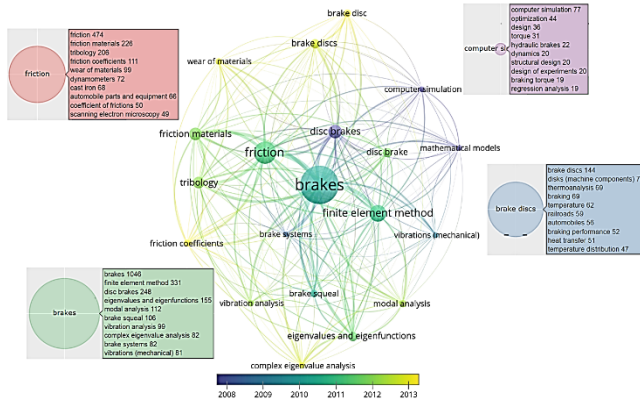 brake disc
brake discs
wear of materials
computer simulation
disc brakes
friction materials
mathematical models
friction
disc brake
brakes
tribology
finite element method
friction coefficients
brake systems
vibrations (mechanical)
brake squeal
vibration analysis
modal analysis
eigenvalues and eigenfunctions
complex eigenvalue analysis
2008 2009 2010 2011 2012 2013
friction
friction 474
friction materials 226
tribology 206
friction coefficients 111
wear of materials 99
dynamometers 72
cast iron 68
automobile parts and equipment 66
coefficient of frictions 50
scanning electron microscopy 49
computer si
computer simulation 77
optimization 44
design 36
torque 31
hydraulic brakes 22
dynamics 20
structural design 20
design of experiments 20
braking torque 19
regression analysis 19
brake discs
brake discs 144
disks (machine components) 7
thermoanalysis 69
braking 69
temperature 62
railroads 59
automobiles 56
braking performance 52
heat transfer 51
temperature distribution 47
brakes
brakes 1046
finite element method 331
disc brakes 248
eigenvalues and eigenfunctions 155
modal analysis 112
brake squeal 106
vibration analysis 99
complex eigenvalue analysis 82
brake systems 82
vibrations (mechanical) 81